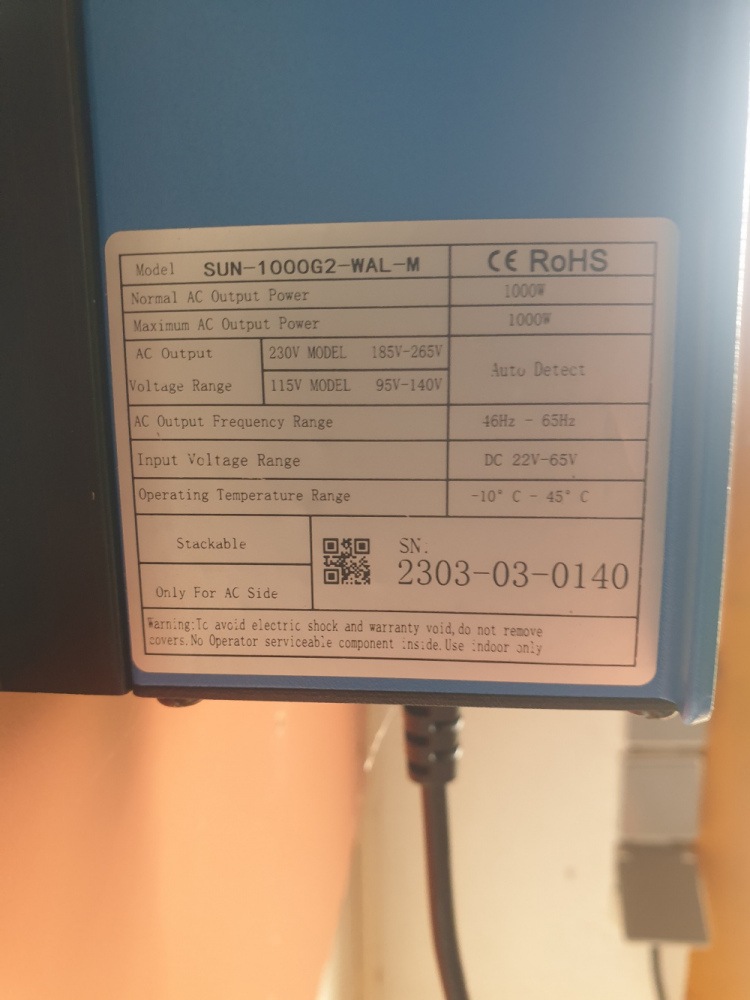 Model SUN-1000G2-WAL-M CE RoHS
Normal AC Output Power 1000W
Maximum AC Output Power 1000W
AC Output 230V MODEL 185V-265V
Auto Detect
Voltage Range 115V MODEL 95V-140V
AC Output Frequency Range 46Hz - 65Hz
Input Voltage Range DC 22V-65V
Operating Temperature Range -10° C - 45° C
Stackable
SN:
2303-03-0140
Only For AC Side
Warning:To avoid electric shock and warranty void, do not remove
covers. No Operator serviceable component inside. Use indoor only